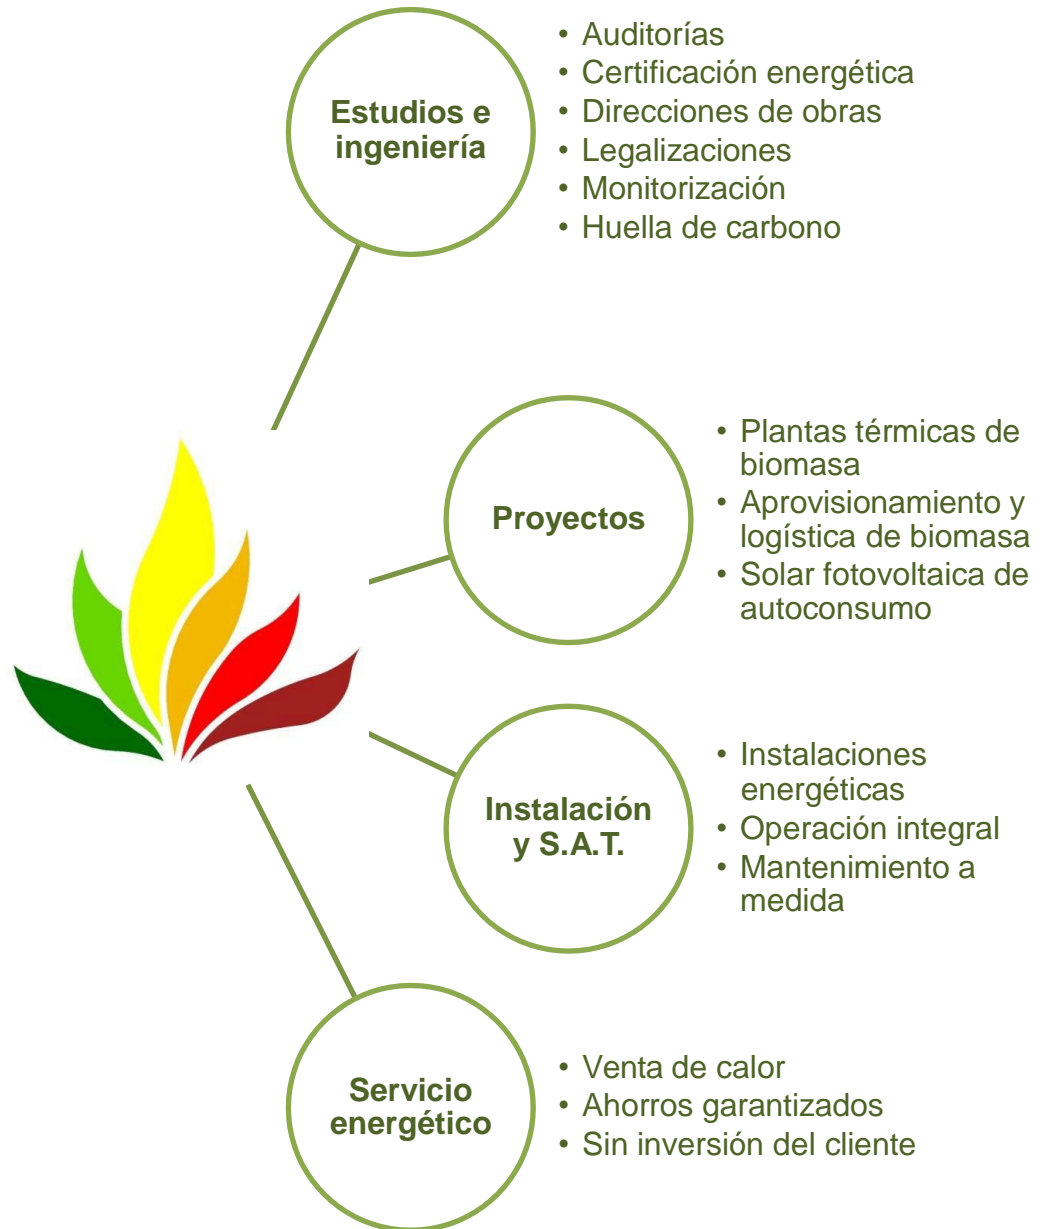 Estudios e
ingeniería
• Auditorías
• Certificación energética
• Direcciones de obras
• Legalizaciones
• Monitorización
• Huella de carbono
Proyectos
• Plantas térmicas de
biomasa
• Aprovisionamiento y
logística de biomasa
• Solar fotovoltaica de
autoconsumo
Instalación
y S.A.T.
• Instalaciones
energéticas
• Operación integral
• Mantenimiento a
medida
Servicio
energético
• Venta de calor
• Ahorros garantizados
• Sin inversión del cliente